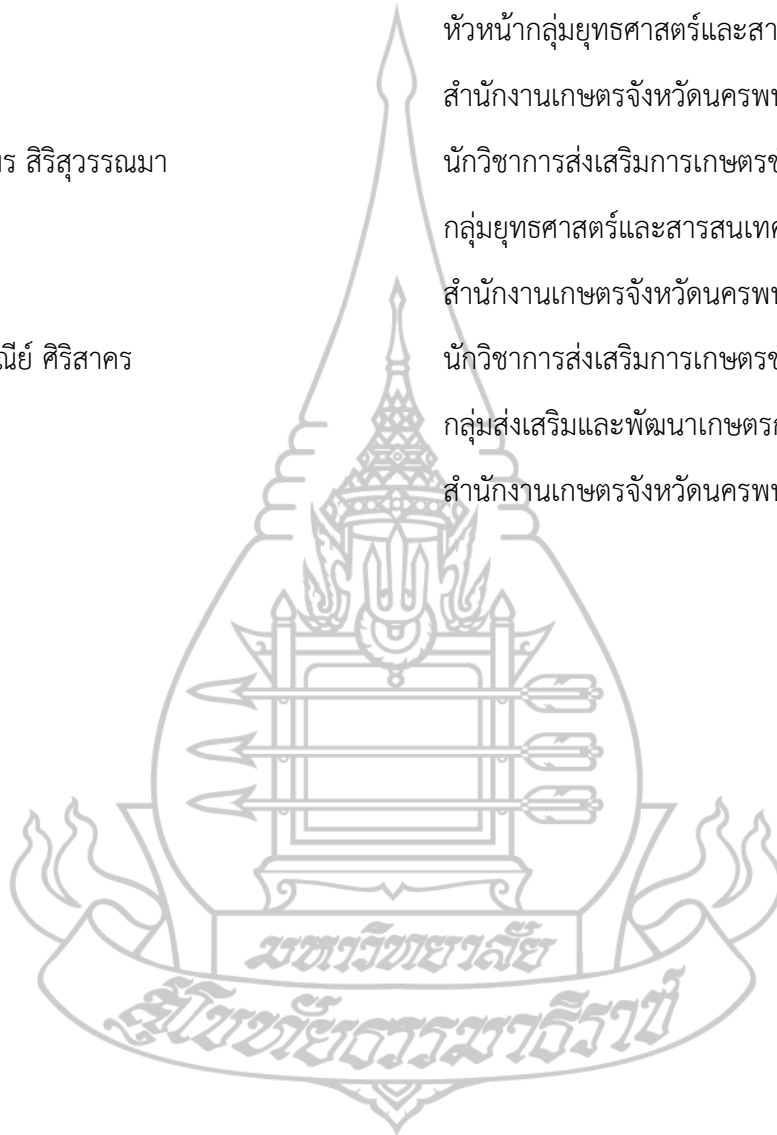 หัวหน้ากลุ่มยุทธศาสตร์และสา
สำนักงานเกษตรจังหวัดนครพ
ร สิริสุวรรณมา นักวิชาการส่งเสริมการเกษตร
กลุ่มยุทธศาสตร์และสารสนเท
สำนักงานเกษตรจังหวัดนครพ
ณีย์ ศิริสาคร นักวิชาการส่งเสริมการเกษตร
กลุ่มส่งเสริมและพัฒนาเกษตร
สำนักงานเกษตรจังหวัดนครพ
มหาวิทยาลัย
สุโขทัยธรรมาธิราช